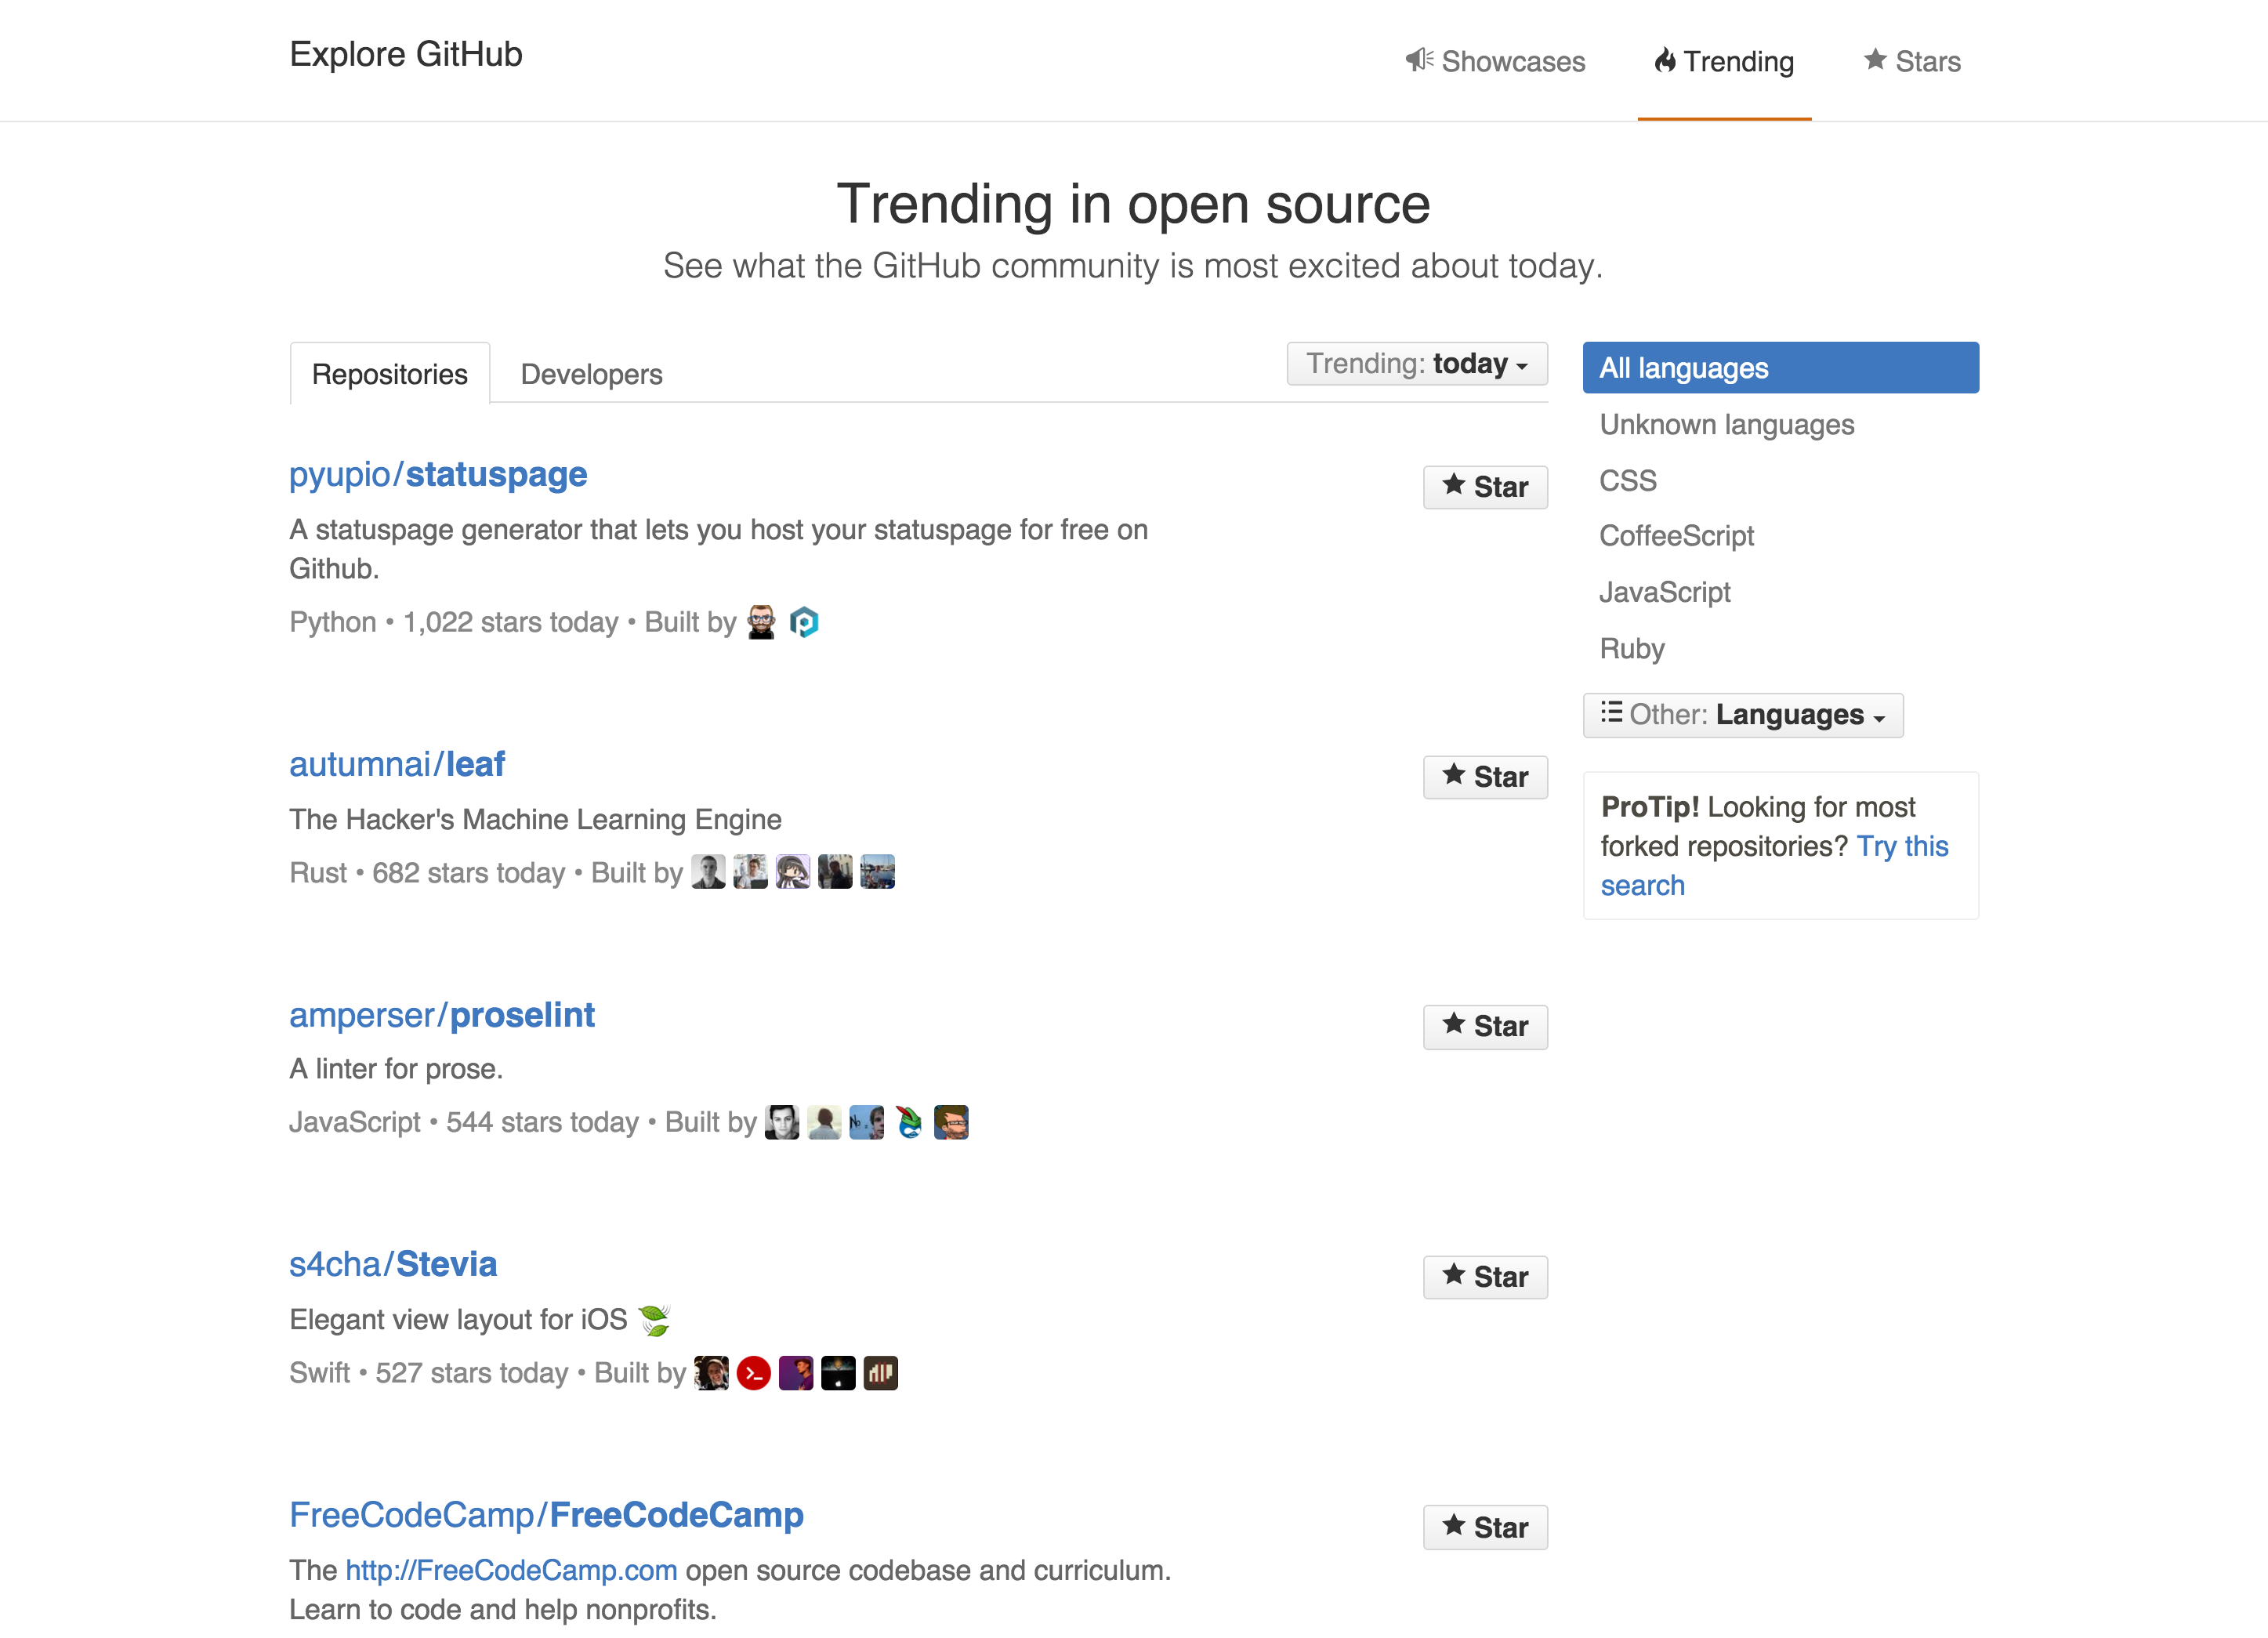 Explore GitHub
Showcases
Trending
Stars
Trending in open source
See what the GitHub community is most excited about today.
Repositories
Developers
Trending: today
pyupio/statuspage
Star
A statuspage generator that lets you host your statuspage for free on
Github.
Python • 1,022 stars today • Built by
autumnai/leaf
Star
The Hacker's Machine Learning Engine
Rust • 682 stars today • Built by
amperser/proselint
Star
A linter for prose.
JavaScript • 544 stars today • Built by
s4cha/Stevia
Star
Elegant view layout for iOS
Swift • 527 stars today • Built by
FreeCodeCamp/FreeCodeCamp
Star
The http://FreeCodeCamp.com open source codebase and curriculum.
Learn to code and help nonprofits.
All languages
Unknown languages
CSS
CoffeeScript
JavaScript
Ruby
Other: Languages
ProTip! Looking for most
forked repositories? Try this
search